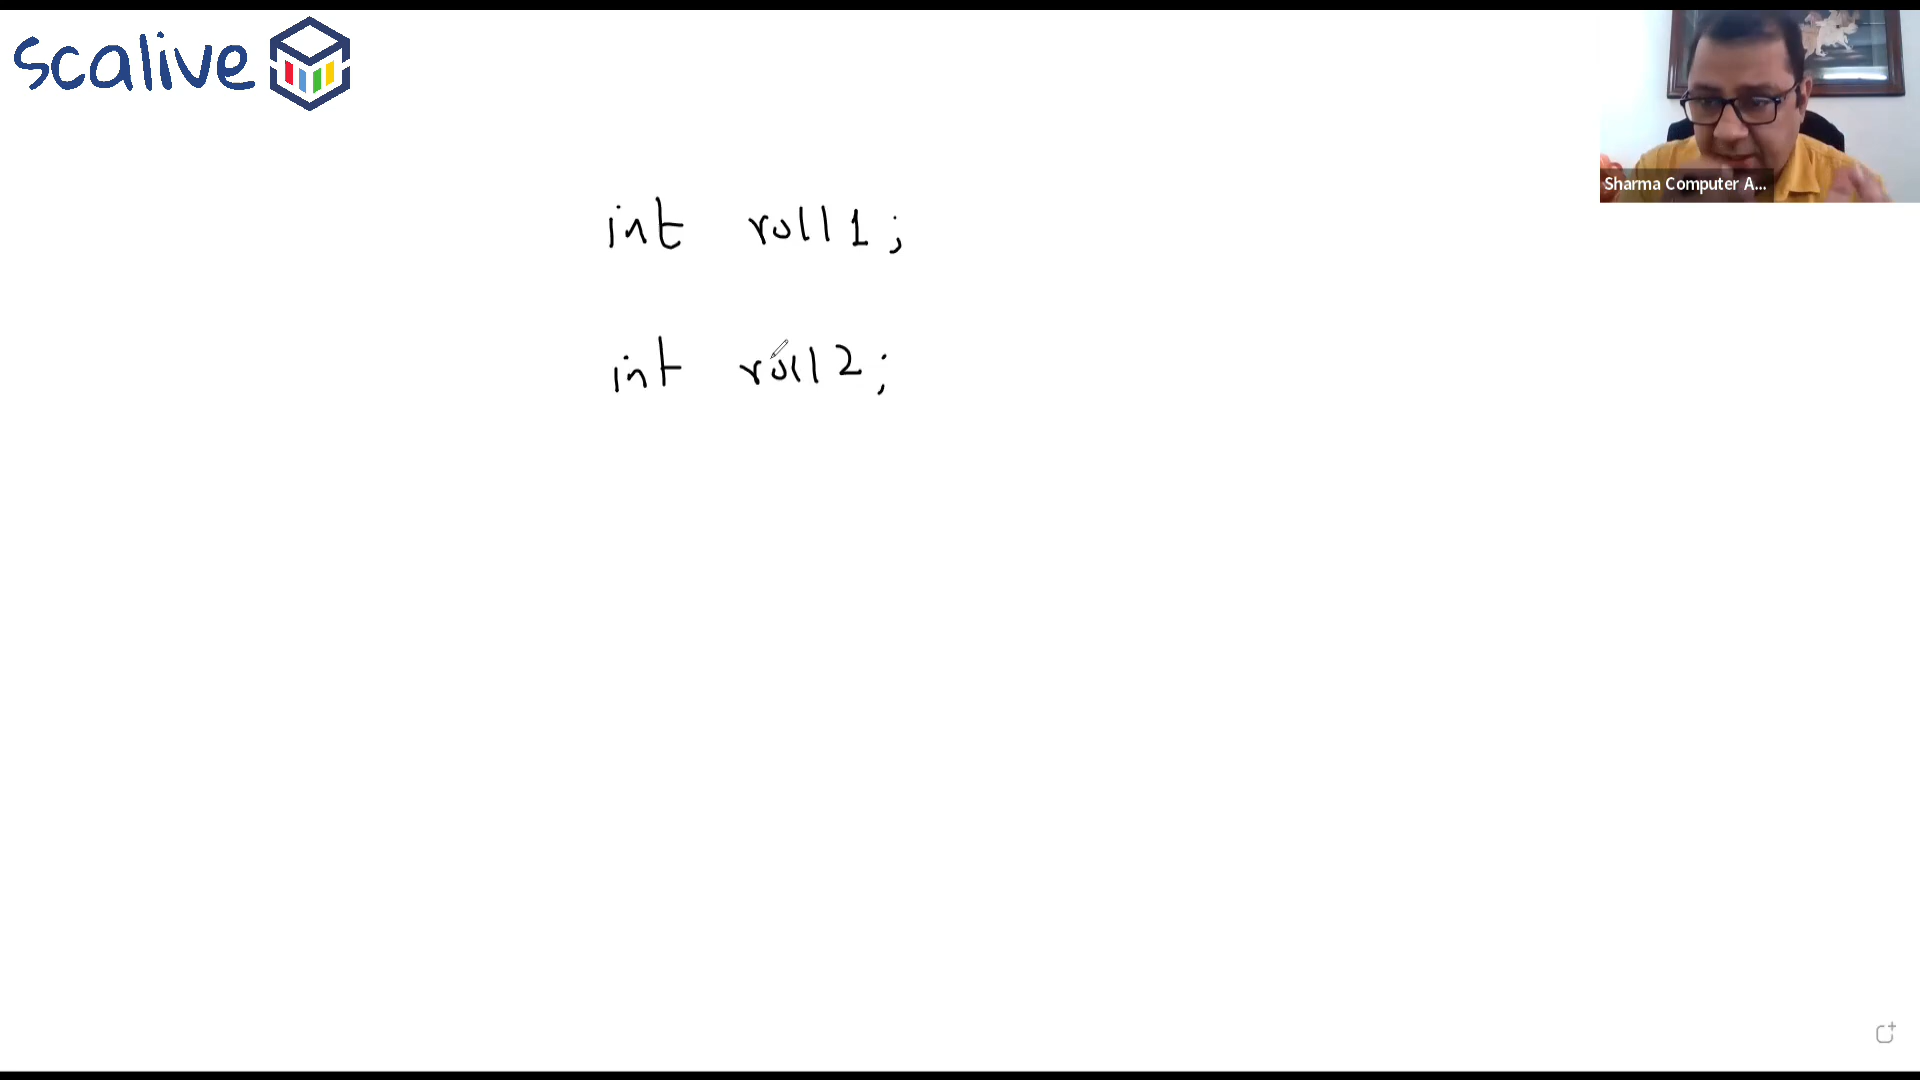 scalive
Sharma Computer A...
int roll1;
int roll2;